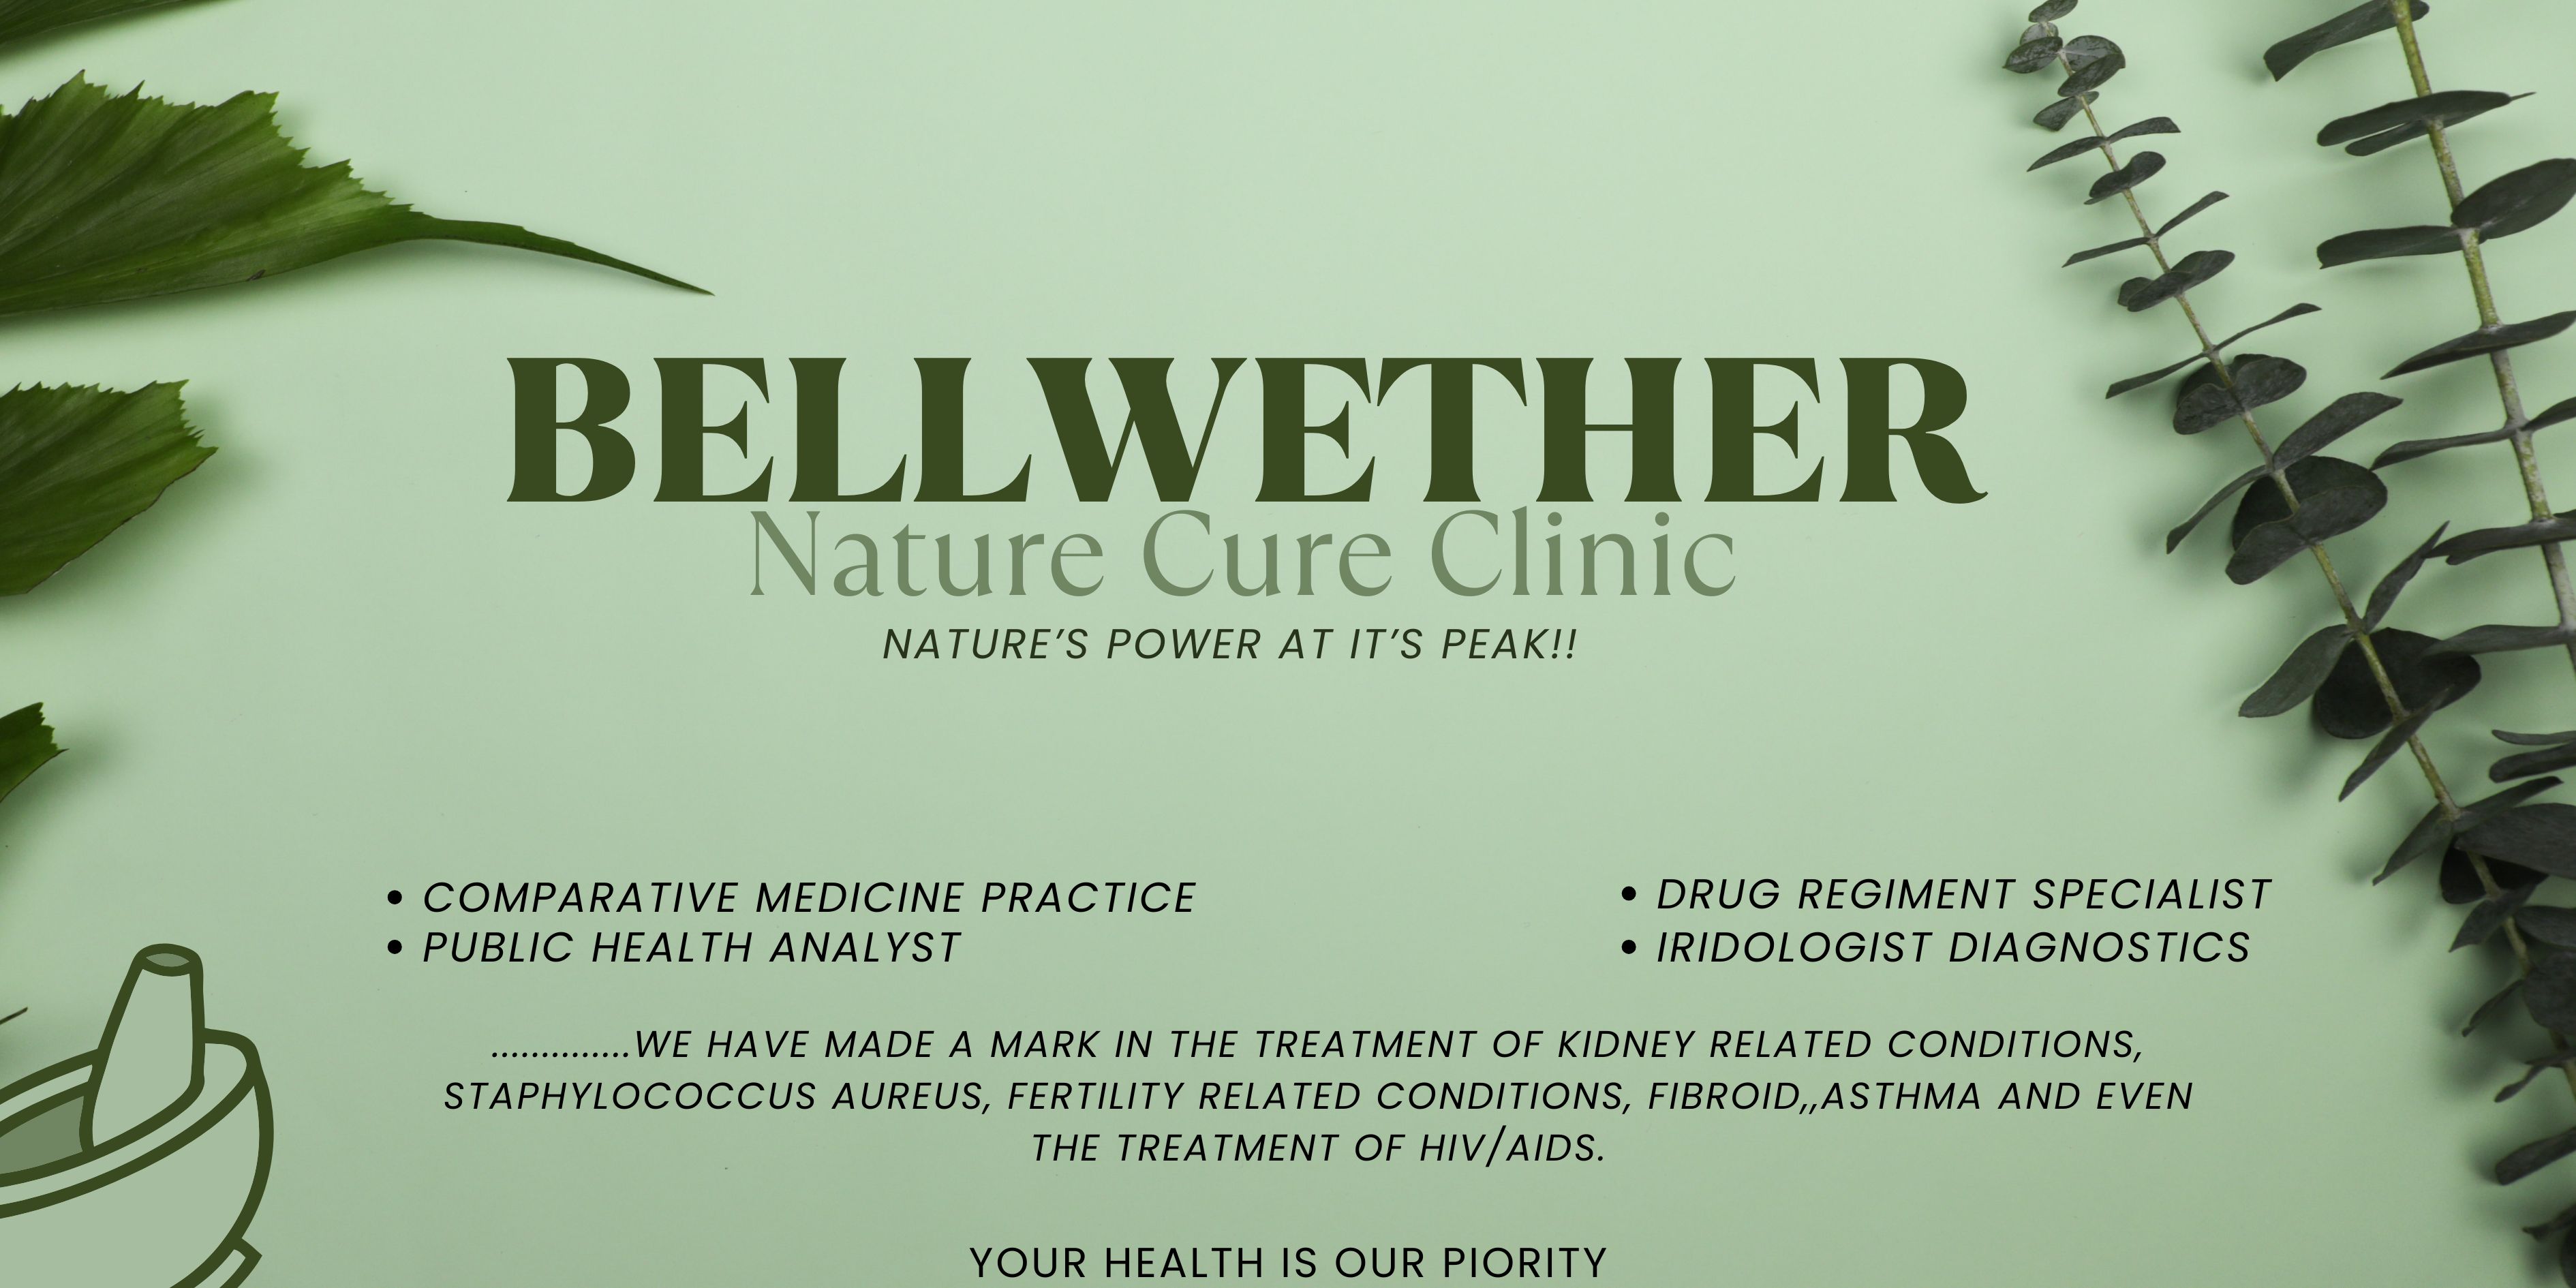 BELLWETHER
Nature Cure Clinic
NATURE’S POWER AT IT’S PEAK!!
• COMPARATIVE MEDICINE PRACTICE
• PUBLIC HEALTH ANALYST
• DRUG REGIMENT SPECIALIST
• IRIDOLOGIST DIAGNOSTICS
..............WE HAVE MADE A MARK IN THE TREATMENT OF KIDNEY RELATED CONDITIONS,
STAPHYLOCOCCUS AUREUS, FERTILITY RELATED CONDITIONS, FIBROID,,ASTHMA AND EVEN
THE TREATMENT OF HIV/AIDS.
YOUR HEALTH IS OUR PIORITY